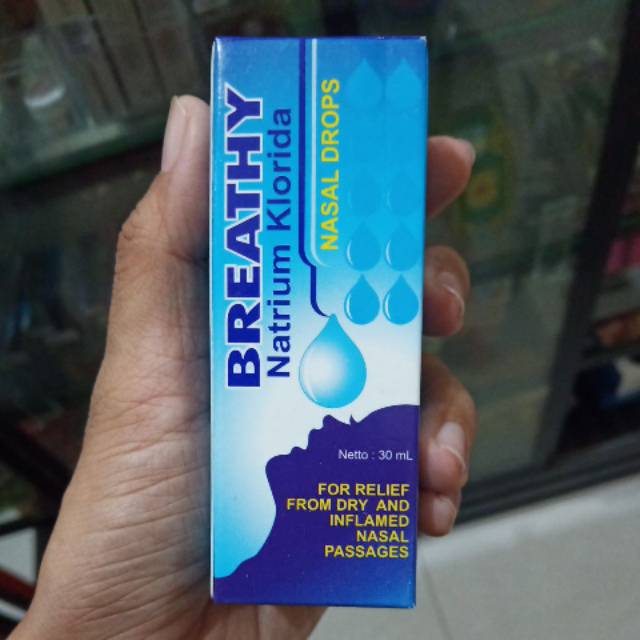 BREATHY
Natrium Klorida
NASAL DROPS
Netto : 30 mL
FOR RELIEF
FROM DRY AND
INFLAMED
NASAL
PASSAGES